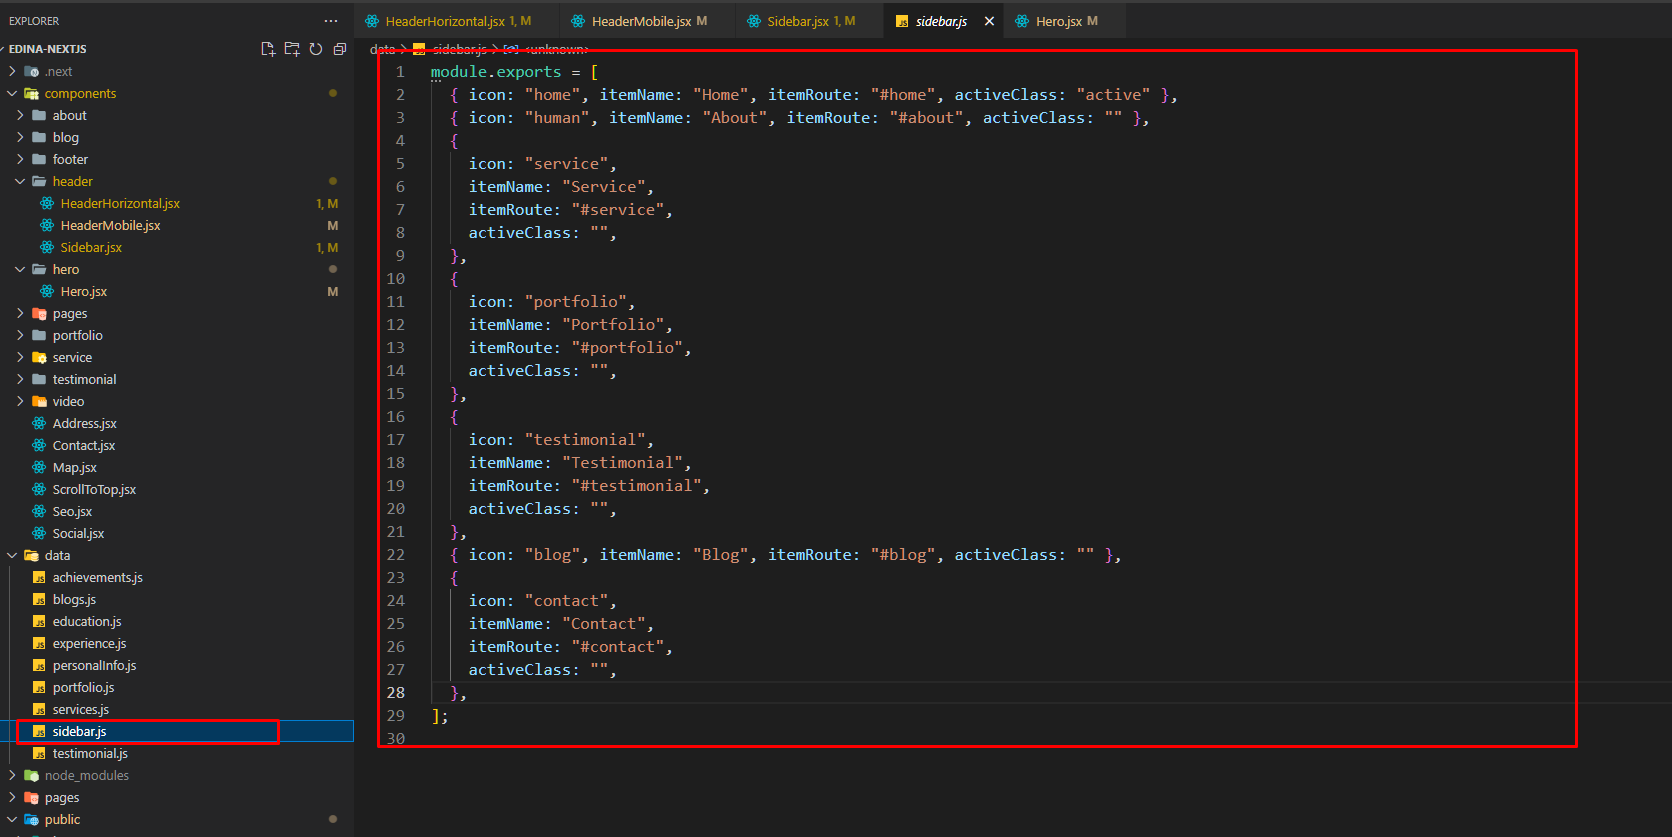 EXPLORER
EDINA-NEXTJS
.next
components
about
blog
footer
header
HeaderHorizontal.jsx 1, M
HeaderMobile.jsx M
Sidebar.jsx 1, M
hero
Hero.jsx M
pages
portfolio
service
testimonial
video
Address.jsx
Contact.jsx
Map.jsx
ScrollToTop.jsx
Seo.jsx
Social.jsx
data
achievements.js
blogs.js
education.js
experience.js
personalInfo.js
portfolio.js
services.js
sidebar.js
testimonial.js
node_modules
pages
public
HeaderHorizontal.jsx 1, M HeaderMobile.jsx M Sidebar.jsx 1, M sidebar.js Hero.jsx M
data > sidebar.js > <unknown>
1 module.exports = [
2 { icon: "home", itemName: "Home", itemRoute: "#home", activeClass: "active" },
3 { icon: "human", itemName: "About", itemRoute: "#about", activeClass: "" },
4 {
5 icon: "service",
6 itemName: "Service",
7 itemRoute: "#service",
8 activeClass: "",
9 },
10 {
11 icon: "portfolio",
12 itemName: "Portfolio",
13 itemRoute: "#portfolio",
14 activeClass: "",
15 },
16 {
17 icon: "testimonial",
18 itemName: "Testimonial",
19 itemRoute: "#testimonial",
20 activeClass: "",
21 },
22 { icon: "blog", itemName: "Blog", itemRoute: "#blog", activeClass: "" },
23 {
24 icon: "contact",
25 itemName: "Contact",
26 itemRoute: "#contact",
27 activeClass: "",
28 },
29 ];
30